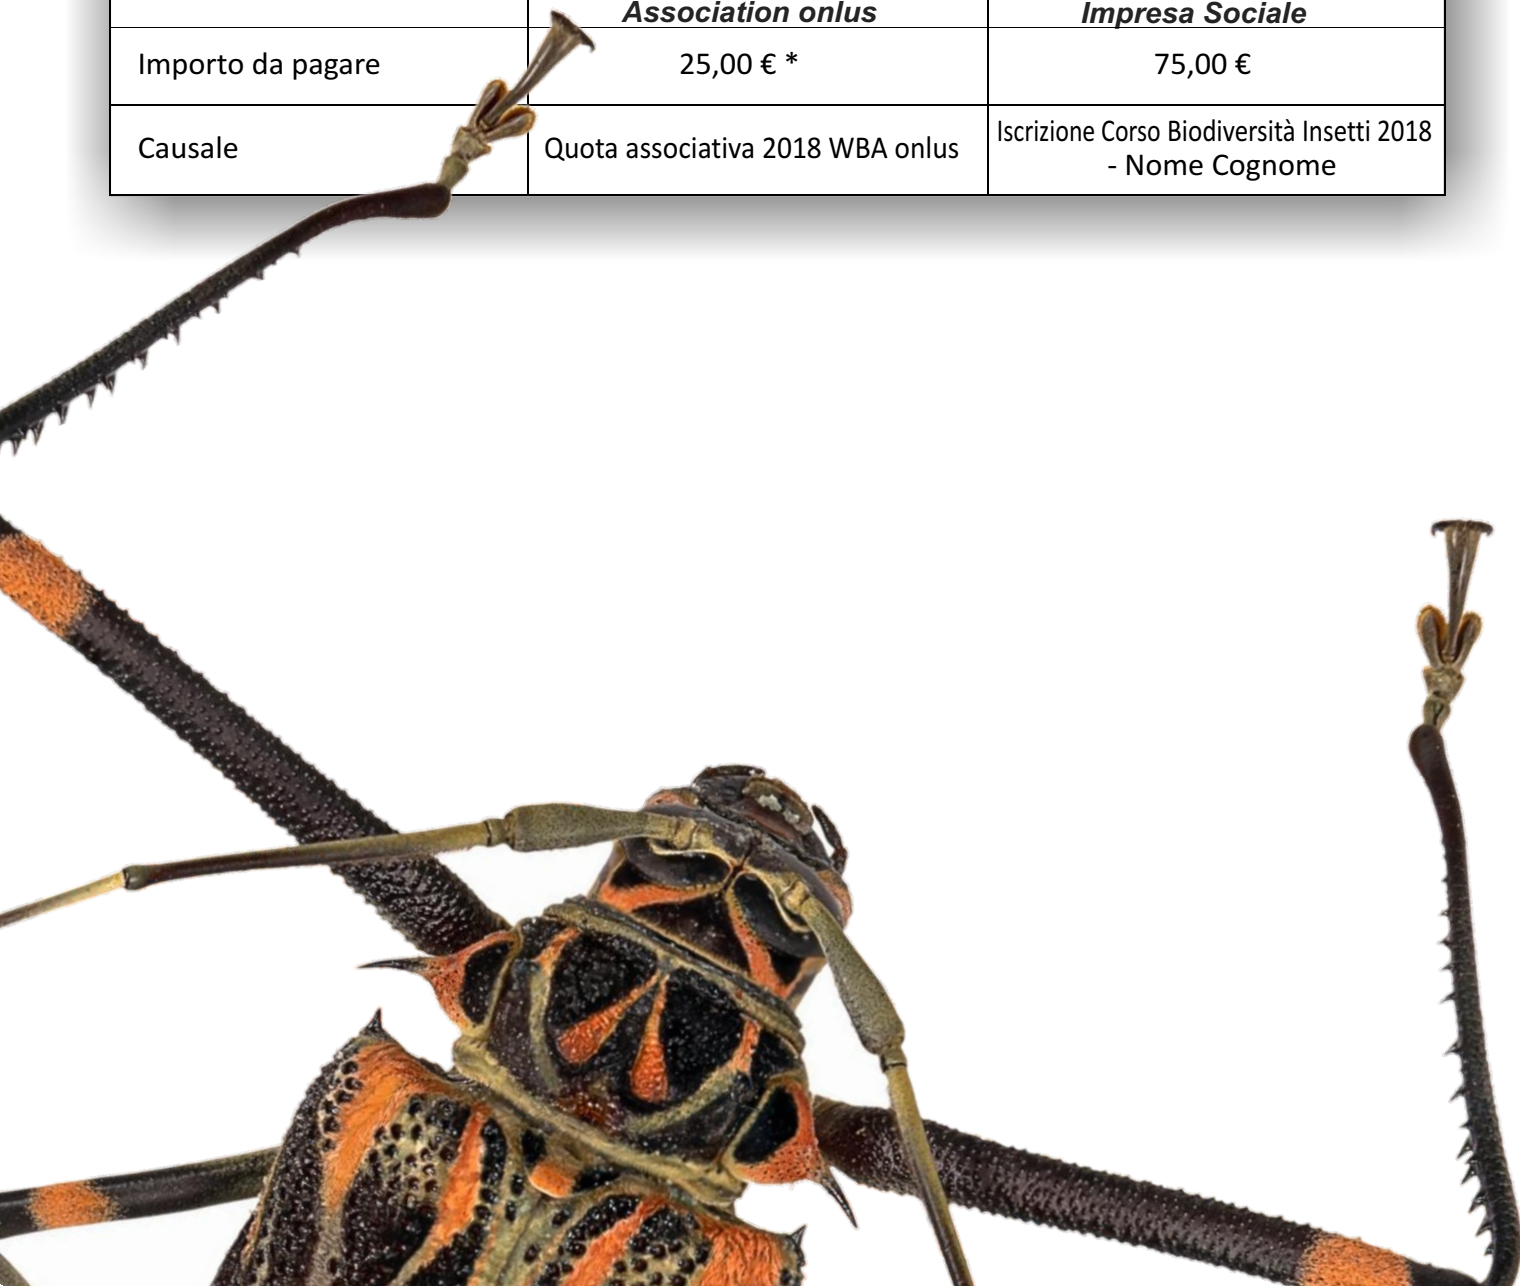 Association onlus Impresa Sociale
Importo da pagare 25,00 € * 75,00 €
Causale Quota associativa 2018 WBA onlus Iscrizione Corso Biodiversità Insetti 2018
- Nome Cognome